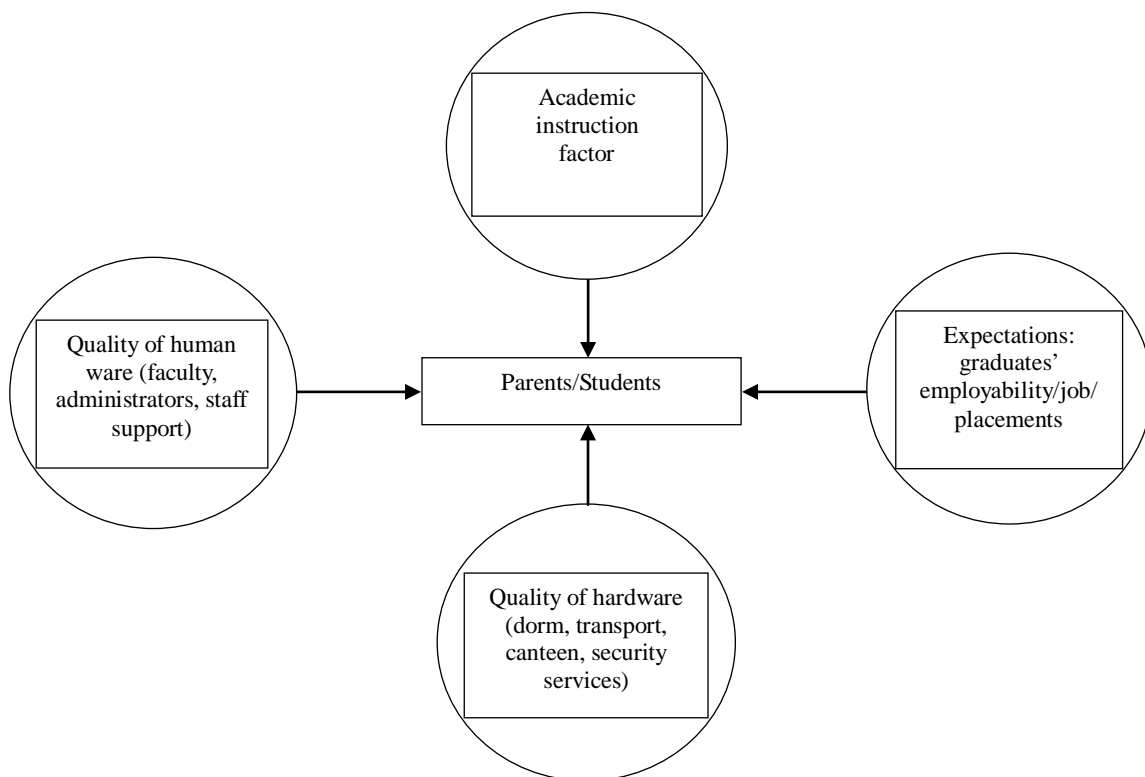 Academic
instruction
factor
Quality of human
ware (faculty,
administrators, staff
support)
Parents/Students
Expectations:
graduates’
employability/job/
placements
Quality of hardware
(dorm, transport,
canteen, security
services)